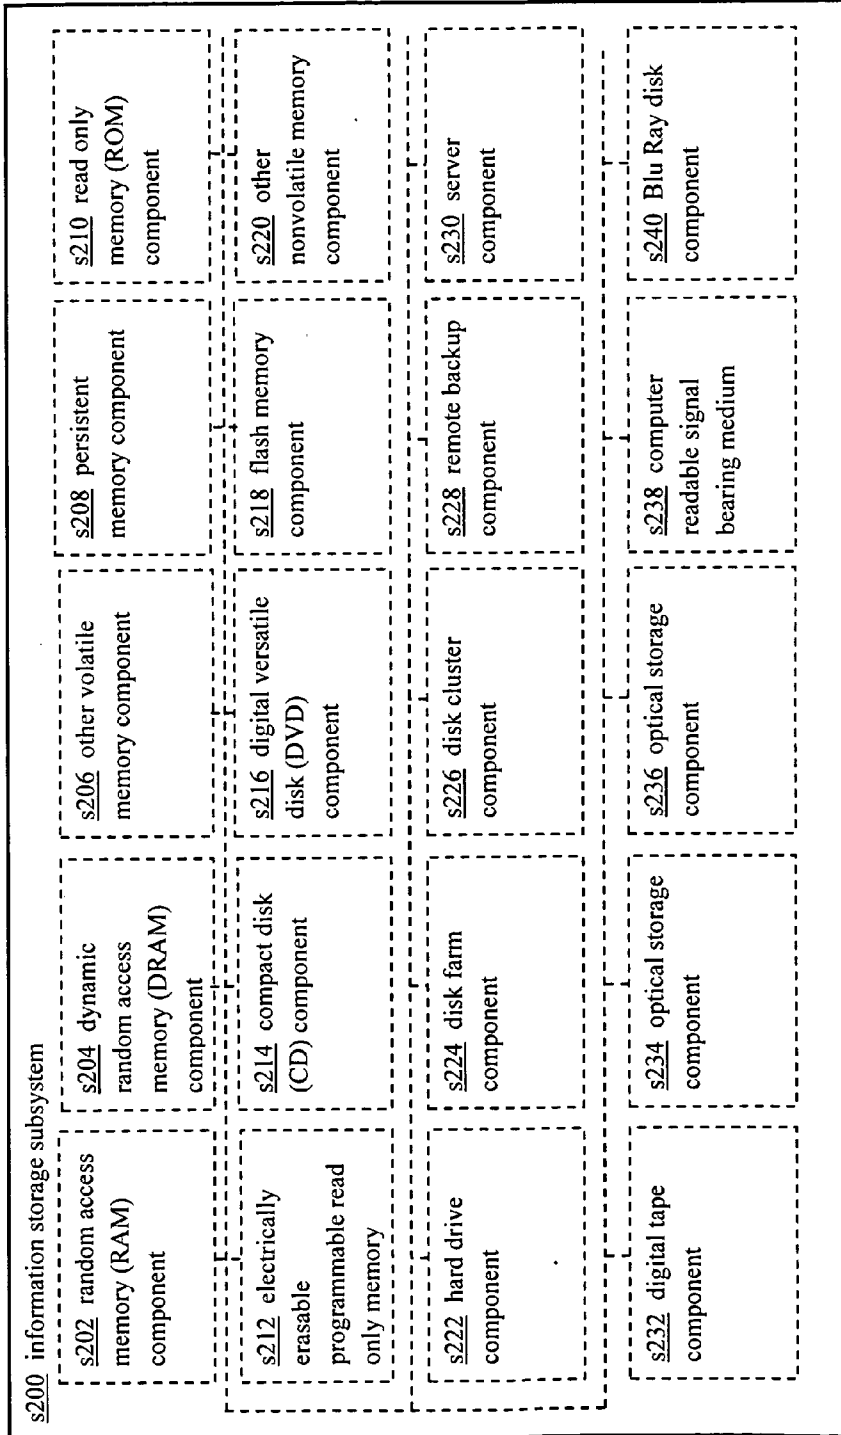 s200 information storage subsystem
s202 random access
memory (RAM)
component
s204 dynamic
random access
memory (DRAM)
component
s206 other volatile
memory component
s208 persistent
memory component
s210 read only
memory (ROM)
component
s212 electrically
erasable
programmable read
only memory
s214 compact disk
(CD) component
s216 digital versatile
disk (DVD)
component
s218 flash memory
component
s220 other
nonvolatile memory
component
s222 hard drive
component
s224 disk farm
component
s226 disk cluster
component
s228 remote backup
component
s230 server
component
s232 digital tape
component
s234 optical storage
component
s236 optical storage
component
s238 computer
readable signal
bearing medium
s240 Blu Ray disk
component